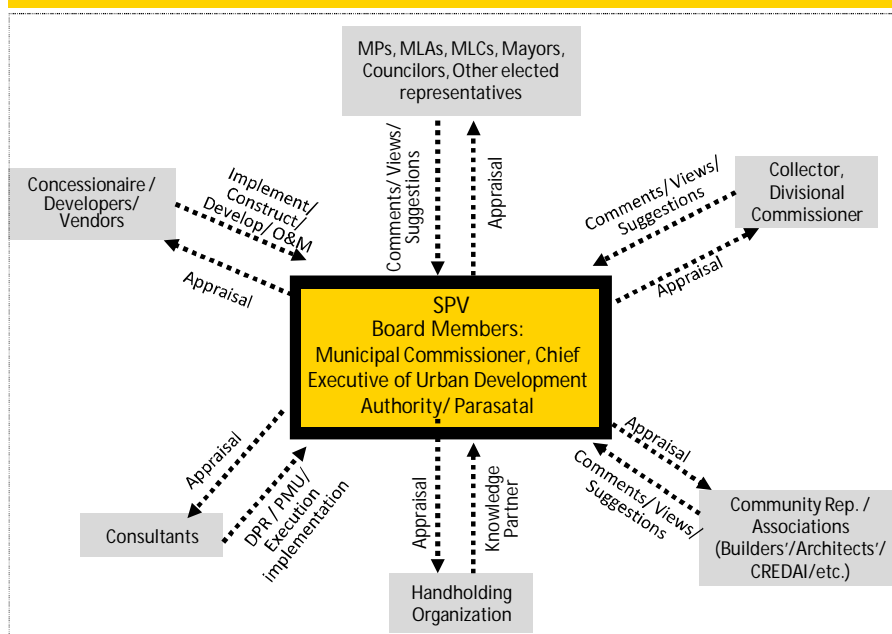 MPs, MLAs, MLCs, Mayors,
Councilors, Other elected
representatives
Concessionaire /
Developers/
Vendors
Implement/
Construct/
Develop/ O&M
Appraisal
Comments/ Views/
Suggestions
Appraisal
Comments/ Views/
Suggestions
Appraisal
Collector,
Divisional
Commissioner
SPV
Board Members:
Municipal Commissioner, Chief
Executive of Urban Development
Authority/ Parasatal
Appraisal
DPR / PMU/
Execution
implementation
Consultants
Appraisal
Knowledge
Partner
Handholding
Organization
Appraisal
Comments/Views/
Suggestions
Community Rep. /
Associations
(Builders'/Architects'/
CREDAI/etc.)